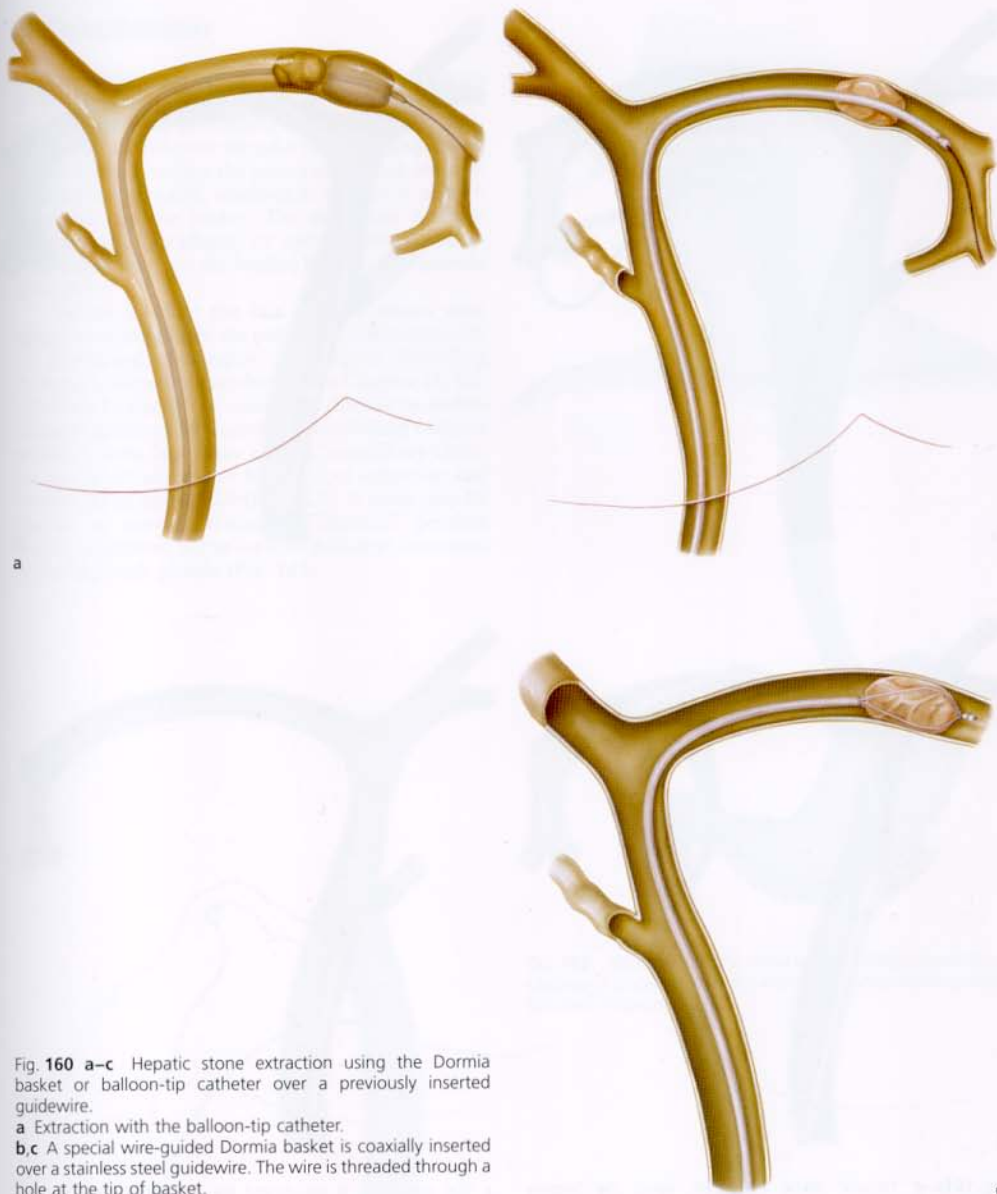 a
Fig. 160 a–c Hepatic stone extraction using the Dormia
basket or balloon-tip catheter over a previously inserted
guidewire.
a Extraction with the balloon-tip catheter.
b,c A special wire-guided Dormia basket is coaxially inserted
over a stainless steel guidewire. The wire is threaded through a
hole at the tip of basket.